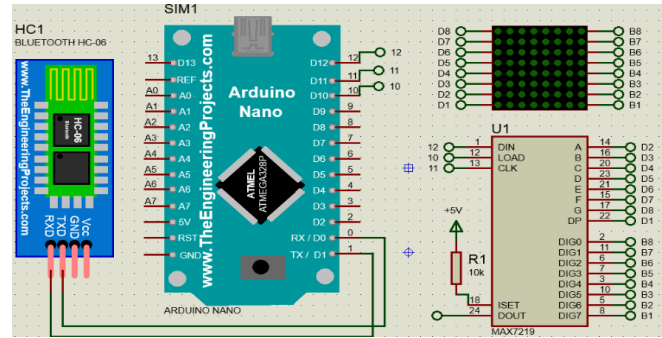 HC1
BLUETOOTH HC-06
www.TheEngineeringProjects.com
HC-06
Bluetooth
RXD
TXD
GND
Vcc
SIM1
13 D13
REF
A0 A0
A1 A1
A2 A2
A3 A3
A4 A4
A5 A5
A6 A6
A7 A7
5V
RST
GND
www.TheEngineeringProjects.com
Arduino
Nano
ATMEL
ATMEGA328P
D12 12
D11 11
D10 10
D9 9
D8 8
D7 7
D6 6
D5 5
D4 4
D3 3
D2 2
RX / D0 0
TX / D1 1
ARDUINO NANO
12
11
10
D8 B8
D7 B7
D6 B6
D5 B5
D4 B4
D3 B3
D2 B2
D1 B1
U1
12 1 DIN
10 12 LOAD
11 13 CLK
A 14 D2
B 16 D3
C 20 D4
D 23 D5
E 21 D6
F 15 D7
G 17 D8
DP 22 D1
DIG0 2 B8
DIG1 11 B7
DIG2 6 B6
DIG3 7 B5
DIG4 3 B4
DIG5 10 B3
DIG6 5 B2
DIG7 8 B1
+5V
R1
10k
18 ISET
24 DOUT
MAX7219